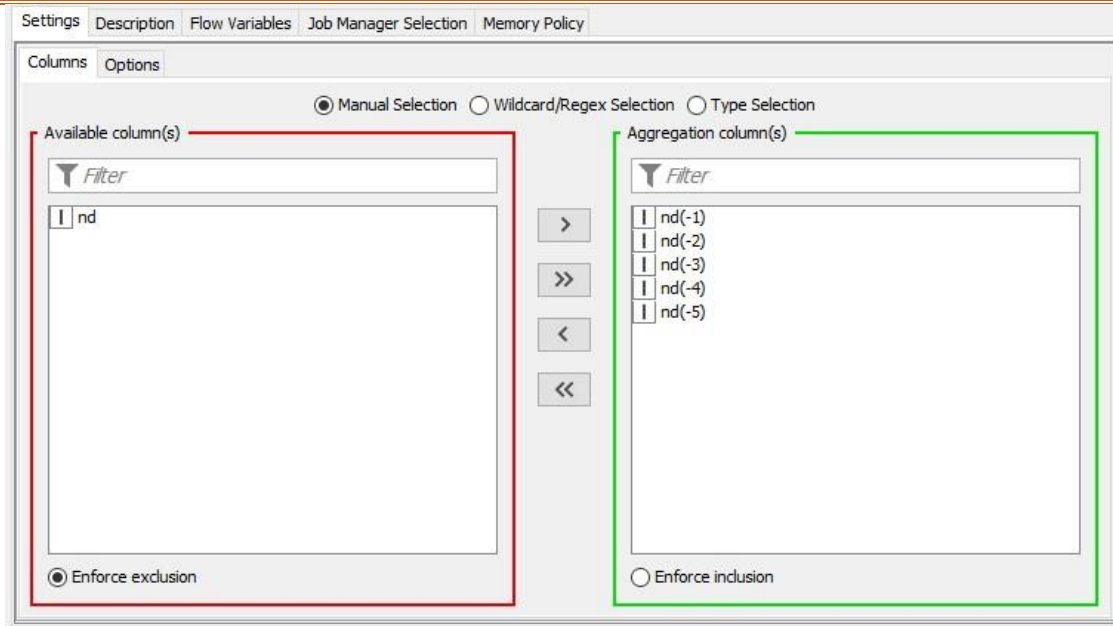 Settings Description Flow Variables Job Manager Selection Memory Policy
Columns Options
Manual Selection Wildcard/Regex Selection Type Selection
Available column(s)
Filter
I nd
Enforce exclusion
>
>>
<
<<
Aggregation column(s)
Filter
I nd(-1)
I nd(-2)
I nd(-3)
I nd(-4)
I nd(-5)
Enforce inclusion